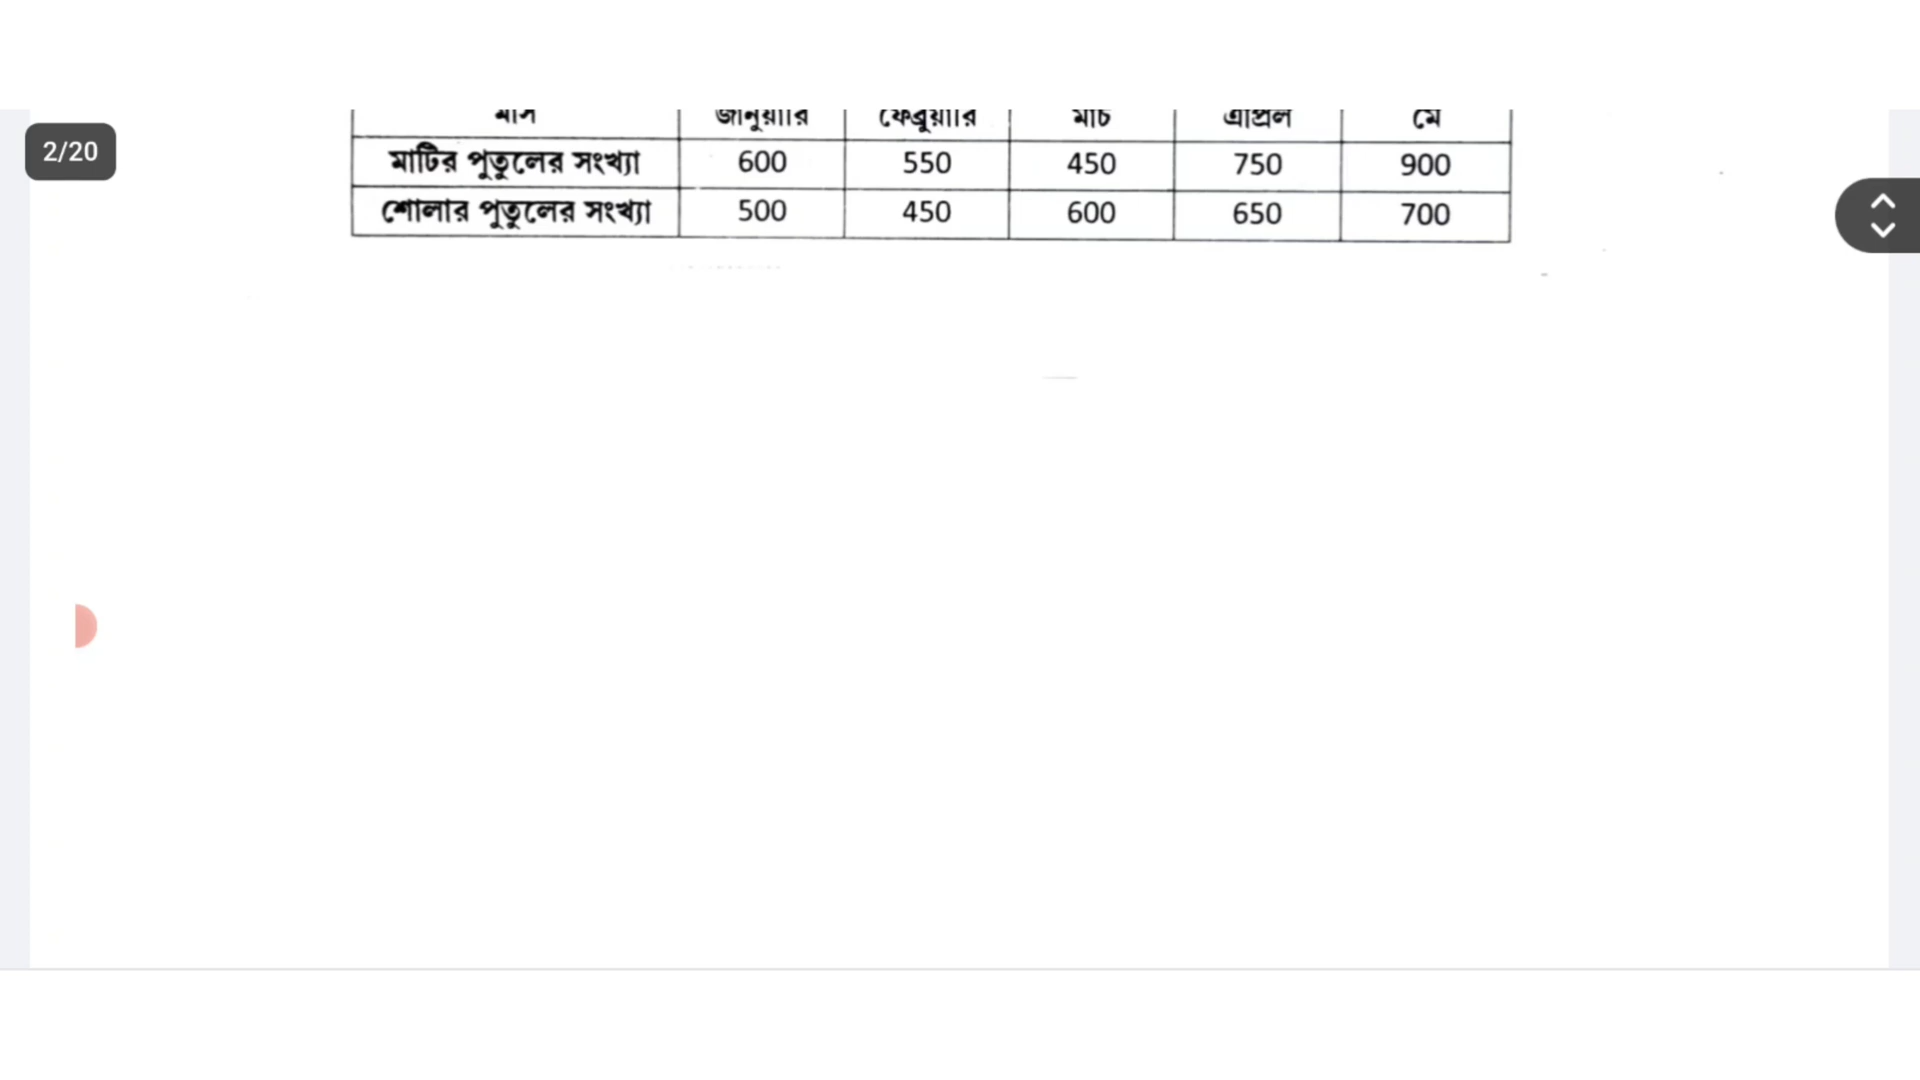 মাস জানুয়ারি ফেব্রুয়ারি মার্চ এপ্রিল মে
2/20
মাটির পুতুলের সংখ্যা 600 550 450 750 900
শোলার পুতুলের সংখ্যা 500 450 600 650 700